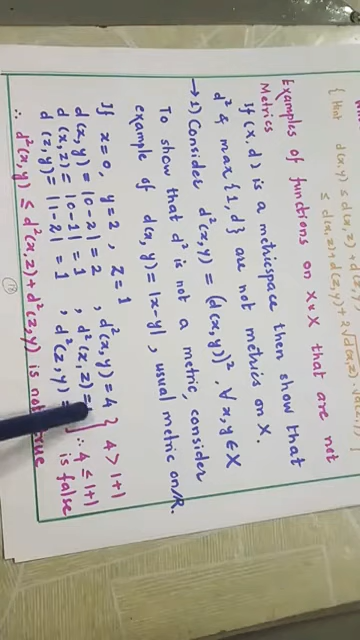 { Hint d(x,y) ≤ d(x,z) + d(z,
≤ d(x,z)+d(z,y)+2√d(x,z)
Examples of functions on X×X that are not
Metrics
If (X, d) is a metric space then show that
d² & max{1, d} are not metrics on X.
→ 1) Consider d²(x,y) = (d(x,y))², ∀ x,y ∈ X
To show that d² is not a metric, consider
example of d(x,y) = |x-y|, usual metric on ℝ.
If x=0, y=2, z=1
d(x,y) = |0-2| = 2 , d²(x,y) = 4 } 4 > 1+1
d(x,z) = |0-1| = 1 , d²(x,z) = ∴ 4 ≤ 1+1
d(z,y) = |1-2| = 1 , d²(z,y) = is false
∴ d²(x,y) ≤ d²(x,z) + d²(z,y) is not true